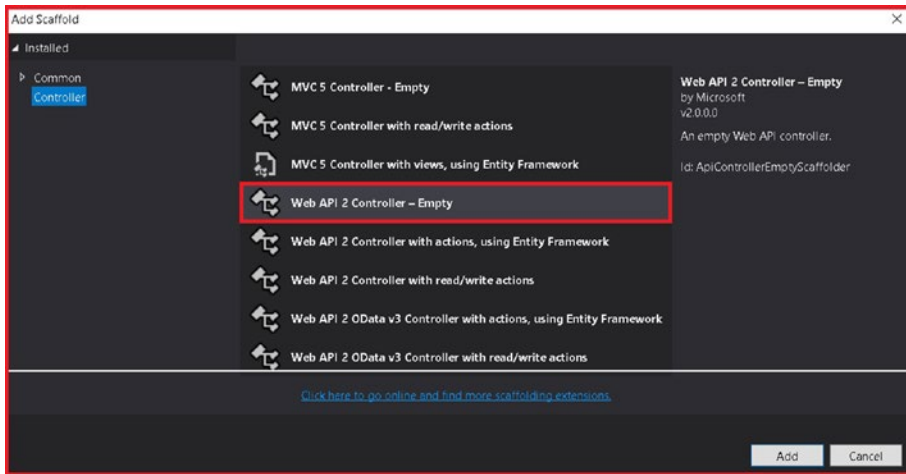 Add Scaffold
Installed
Common
Controller
MVC 5 Controller - Empty
MVC 5 Controller with read/write actions
MVC 5 Controller with views, using Entity Framework
Web API 2 Controller – Empty
Web API 2 Controller with actions, using Entity Framework
Web API 2 Controller with read/write actions
Web API 2 OData v3 Controller with actions, using Entity Framework
Web API 2 OData v3 Controller with read/write actions
Web API 2 Controller – Empty
by Microsoft
v2.0.0.0
An empty Web API controller.
Id: ApiControllerEmptyScaffolder
Click here to go online and find more scaffolding extensions.
Add
Cancel